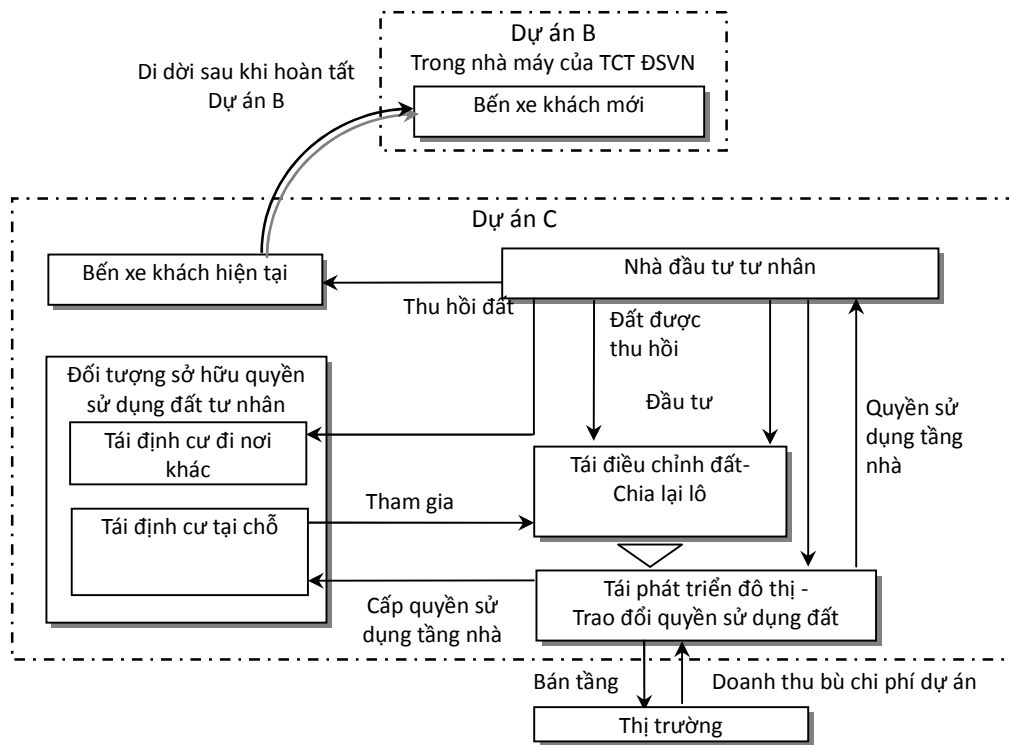 Dự án B
Trong nhà máy của TCT ĐSVN
Bến xe khách mới
Di dời sau khi hoàn tất
Dự án B
Dự án C
Bến xe khách hiện tại
Nhà đầu tư tư nhân
Thu hồi đất
Đất được
thu hồi
Đối tượng sở hữu quyền
sử dụng đất tư nhân
Tái định cư đi nơi
khác
Đầu tư
Quyền sử
dụng tầng
nhà
Tái điều chỉnh đất-
Chia lại lô
Tham gia
Tái định cư tại chỗ
Tái phát triển đô thị -
Trao đổi quyền sử dụng đất
Cấp quyền sử
dụng tầng nhà
Bán tầng
Doanh thu bù chi phí dự án
Thị trường